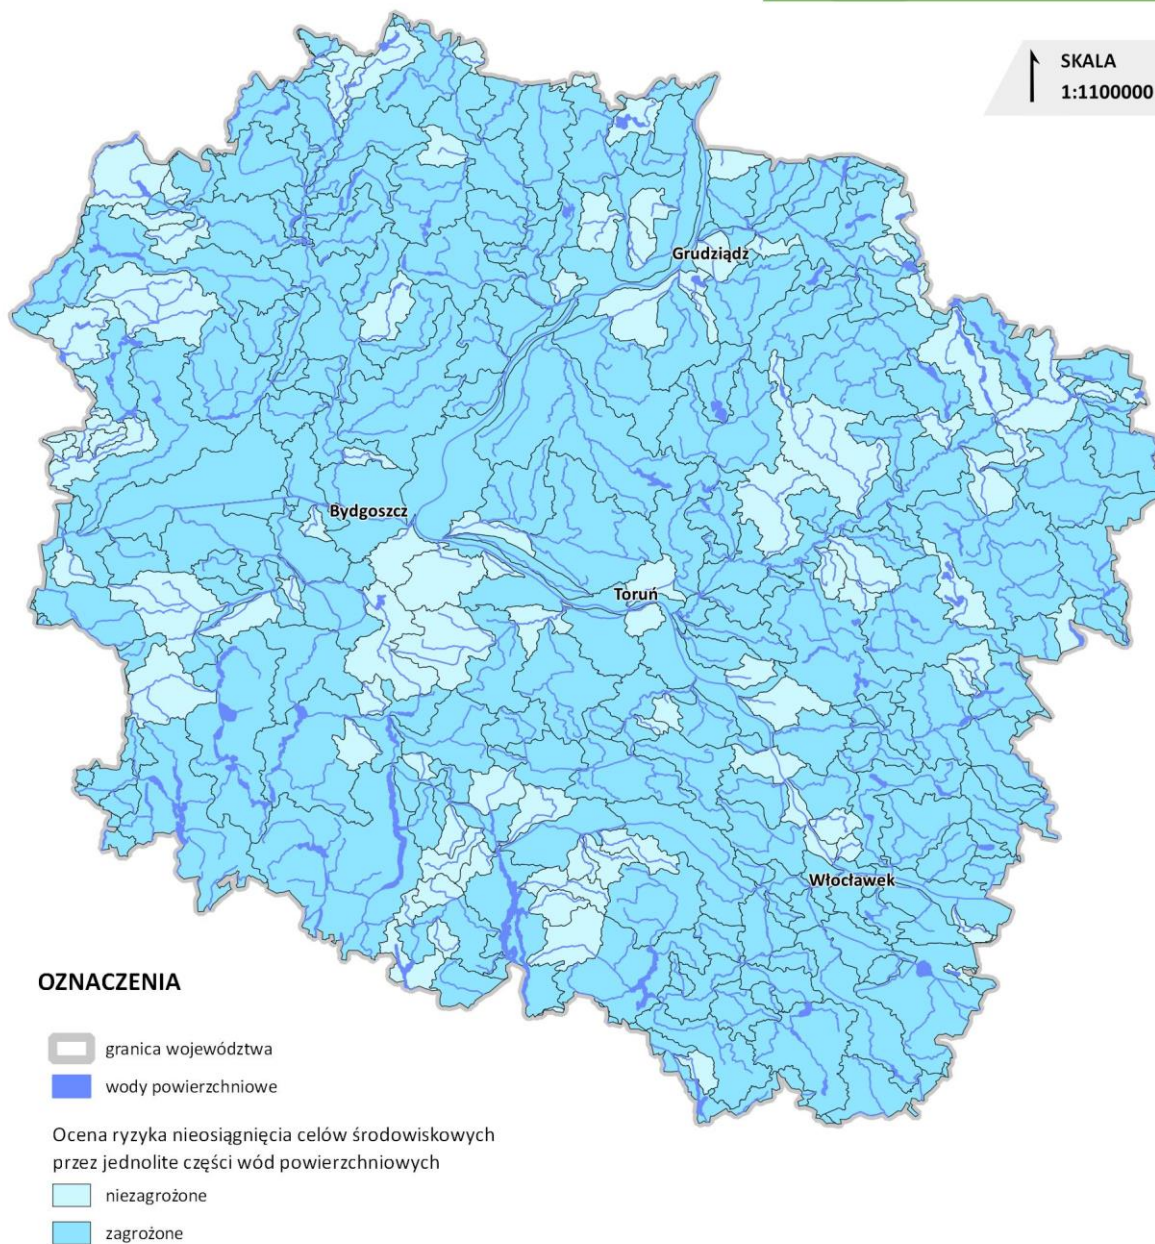 SKALA
1:1100000
Grudziądz
Bydgoszcz
Toruń
Włocławek
OZNACZENIA
granica województwa
wody powierzchniowe
Ocena ryzyka nieosiągnięcia celów środowiskowych
przez jednolite części wód powierzchniowych
niezagrożone
zagrożone